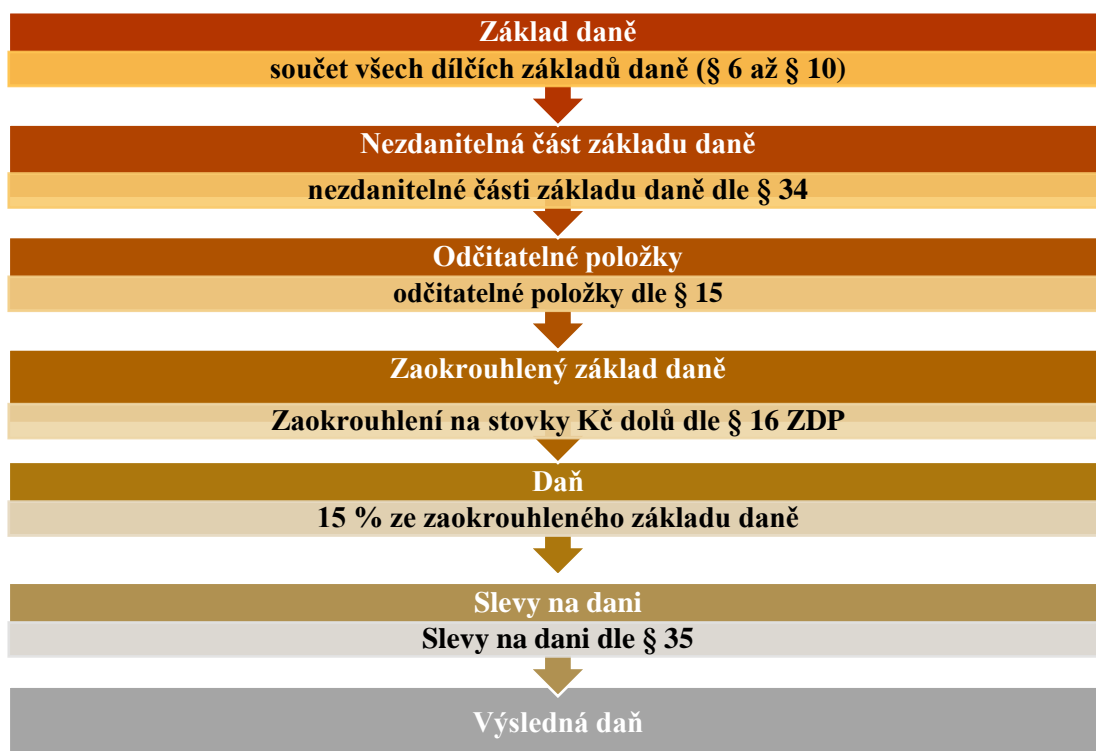 Základ daně
součet všech dílčích základů daně (§ 6 až § 10)
Nezdanitelná část základu daně
nezdanitelné části základu daně dle § 34
Odčitatelné položky
odčitatelné položky dle § 15
Zaokrouhlený základ daně
Zaokrouhlení na stovky Kč dolů dle § 16 ZDP
Daň
15 % ze zaokrouhleného základu daně
Slevy na dani
Slevy na dani dle § 35
Výsledná daň